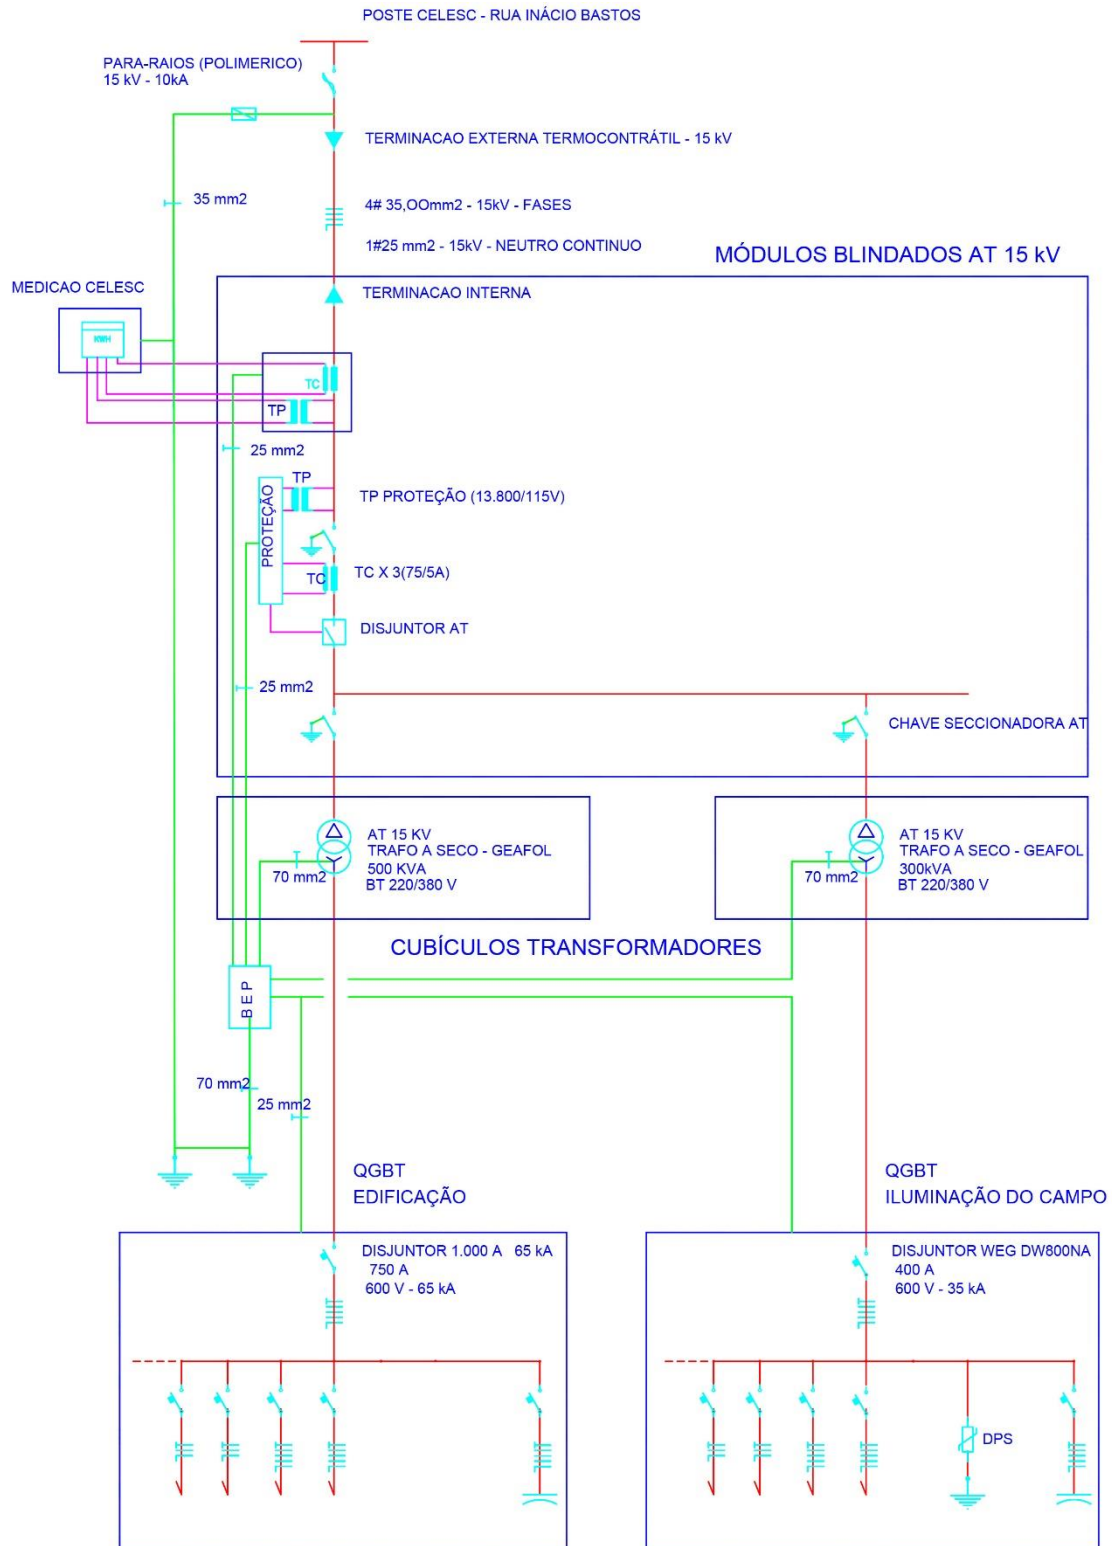 POSTE CELESC - RUA INÁCIO BASTOS
PARA-RAIOS (POLIMERICO)
15 kV - 10kA
TERMINACAO EXTERNA TERMOCONTRÁTIL - 15 kV
35 mm2
4# 35,OOmm2 - 15kV - FASES
1#25 mm2 - 15kV - NEUTRO CONTINUO
MÓDULOS BLINDADOS AT 15 kV
MEDICAO CELESC
TERMINACAO INTERNA
KWH
TC
TP
25 mm2
TP
TP PROTEÇÃO (13.800/115V)
PROTEÇÃO
TC
TC X 3(75/5A)
DISJUNTOR AT
25 mm2
CHAVE SECCIONADORA AT
AT 15 KV
TRAFO A SECO - GEAFOL
500 KVA
BT 220/380 V
70 mm2
AT 15 KV
TRAFO A SECO - GEAFOL
300kVA
BT 220/380 V
70 mm2
CUBÍCULOS TRANSFORMADORES
B E P
70 mm2
25 mm2
QGBT
EDIFICAÇÃO
QGBT
ILUMINAÇÃO DO CAMPO
DISJUNTOR 1.000 A 65 kA
750 A
600 V - 65 kA
DISJUNTOR WEG DW800NA
400 A
600 V - 35 kA
DPS